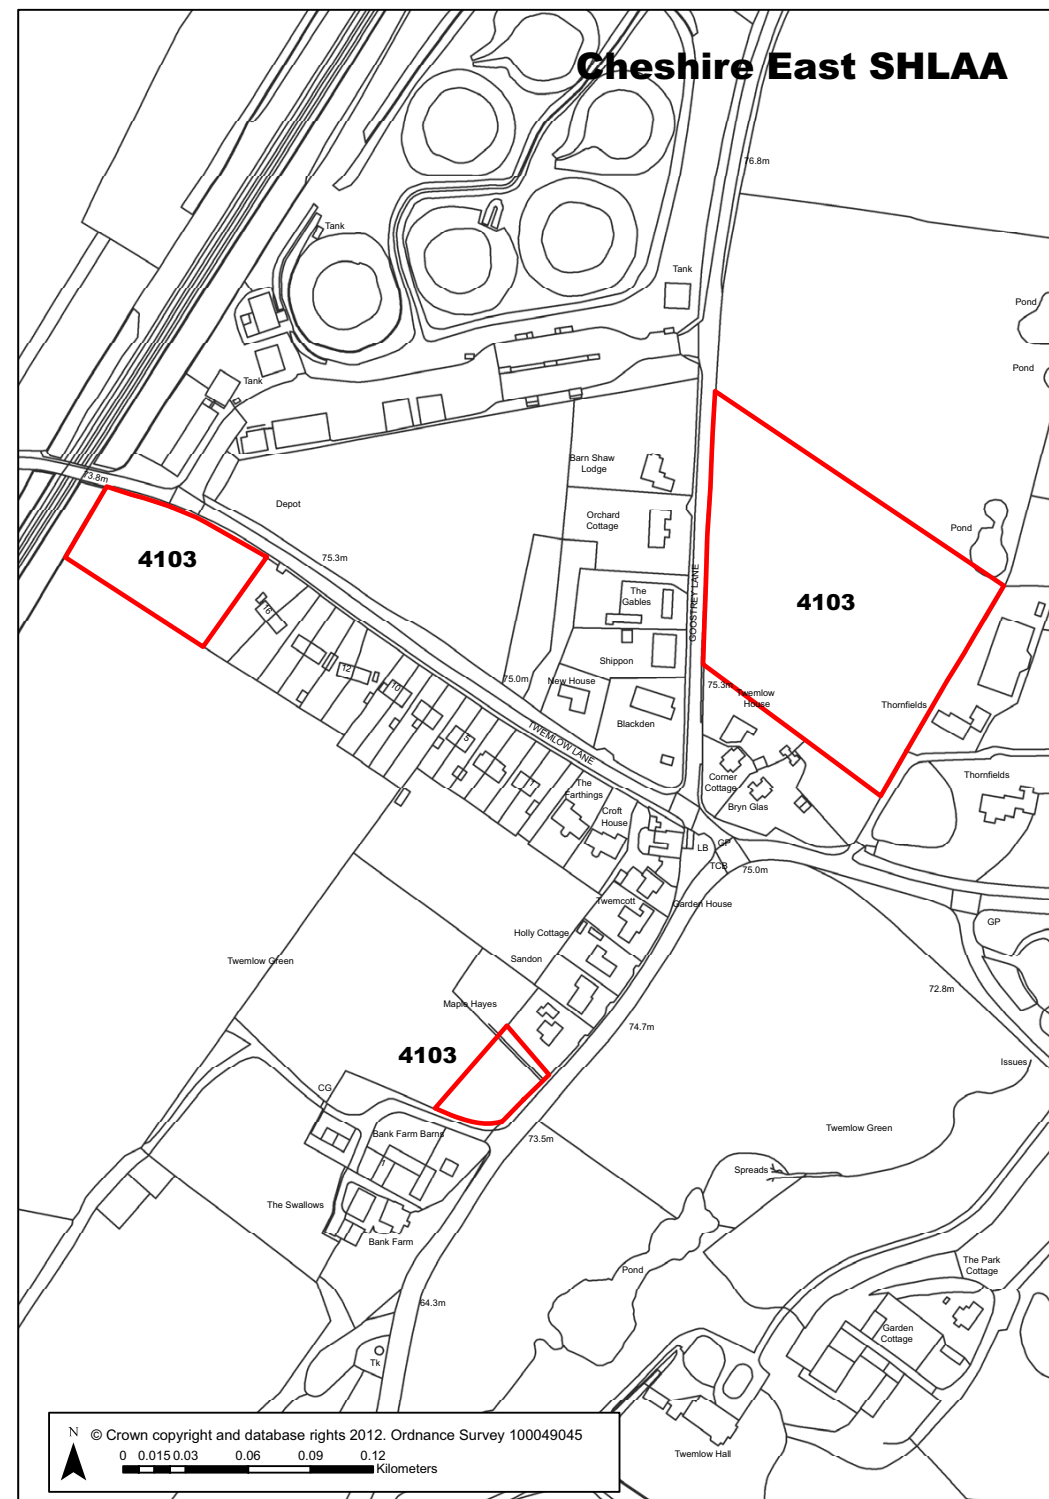 Cheshire East SHLAA
76.8m
Tank
Tank
Pond
Pond
Tank
Barn Shaw
Lodge
73.8m
Depot
Orchard
Cottage
Pond
75.3m
4103
GOOSTREY LANE
The
Gables
4103
16
Shippon
12
75.0m
New House
10
75.3m
Twemlow
House
Thornfields
Blackden
5
TWEMLOW LANE
1
The
Farthings
Corner
Cottage
Thornfields
Croft
House
Bryn Glas
LB
GP
TCB
75.0m
Twemcott
Garden House
GP
Holly Cottage
Sandon
Twemlow Green
72.8m
Maple Hayes
74.7m
4103
Issues
CG
Twemlow Green
Bank Farm Barns
73.5m
1
Spreads
The Swallows
Bank Farm
Pond
The Park
Cottage
64.3m
Garden
Cottage
Tk
Twemlow Hall
N
© Crown copyright and database rights 2012. Ordnance Survey 100049045
0 0.015 0.03 0.06 0.09 0.12
Kilometers